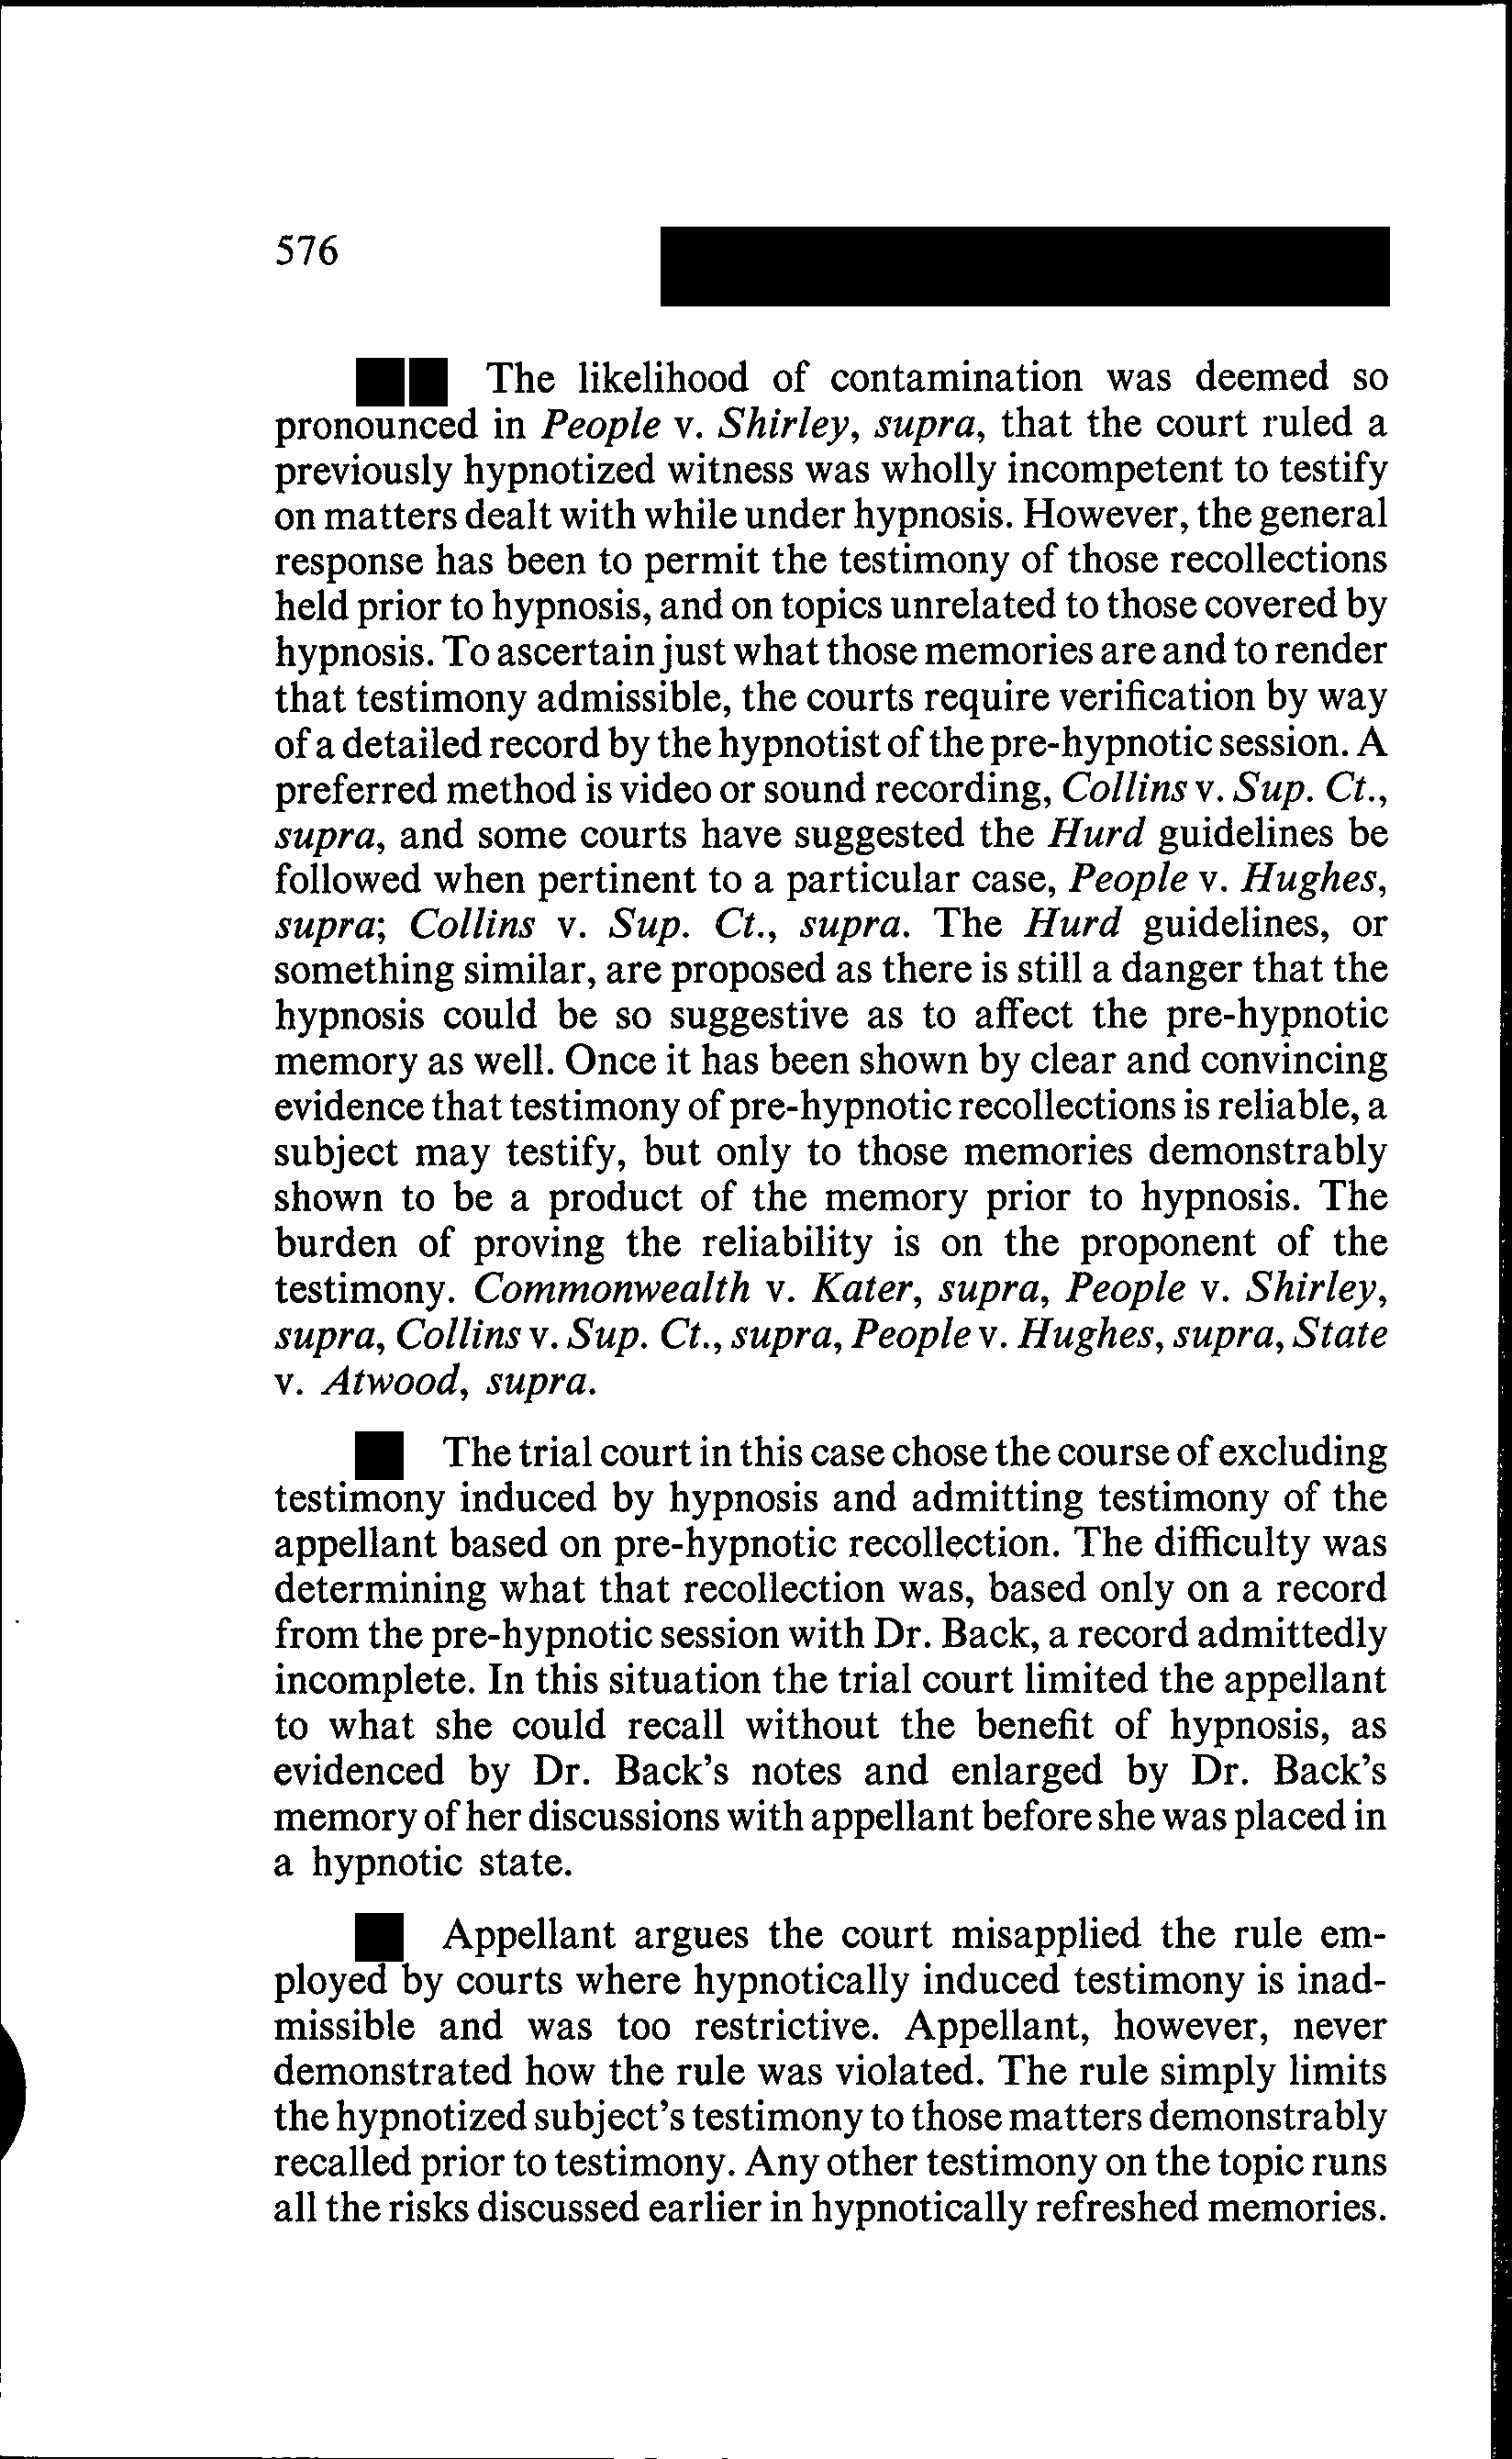 576
The likelihood of contamination was deemed so
pronounced in People v. Shirley, supra, that the court ruled a
previously hypnotized witness was wholly incompetent to testify
on matters dealt with while under hypnosis. However, the general
response has been to permit the testimony of those recollections
held prior to hypnosis, and on topics unrelated to those covered by
hypnosis. To ascertain just what those memories are and to render
that testimony admissible, the courts require verification by way
of a detailed record by the hypnotist of the pre-hypnotic session. A
preferred method is video or sound recording, Collins v. Sup. Ct.,
supra, and some courts have suggested the Hurd guidelines be
followed when pertinent to a particular case, People v. Hughes,
supra; Collins v. Sup. Ct., supra. The Hurd guidelines, or
something similar, are proposed as there is still a danger that the
hypnosis could be so suggestive as to affect the pre-hypnotic
memory as well. Once it has been shown by clear and convincing
evidence that testimony of pre-hypnotic recollections is reliable, a
subject may testify, but only to those memories demonstrably
shown to be a product of the memory prior to hypnosis. The
burden of proving the reliability is on the proponent of the
testimony. Commonwealth v. Kater, supra, People v. Shirley,
supra, Collins v. Sup. Ct., supra, People v. Hughes, supra, State
v. Atwood, supra.
The trial court in this case chose the course of excluding
testimony induced by hypnosis and admitting testimony of the
appellant based on pre-hypnotic recollection. The difficulty was
determining what that recollection was, based only on a record
from the pre-hypnotic session with Dr. Back, a record admittedly
incomplete. In this situation the trial court limited the appellant
to what she could recall without the benefit of hypnosis, as
evidenced by Dr. Back's notes and enlarged by Dr. Back's
memory of her discussions with appellant before she was placed in
a hypnotic state.
Appellant argues the court misapplied the rule em-
ployed by courts where hypnotically induced testimony is inad-
missible and was too restrictive. Appellant, however, never
demonstrated how the rule was violated. The rule simply limits
the hypnotized subject's testimony to those matters demonstrably
recalled prior to testimony. Any other testimony on the topic runs
all the risks discussed earlier in hypnotically refreshed memories.